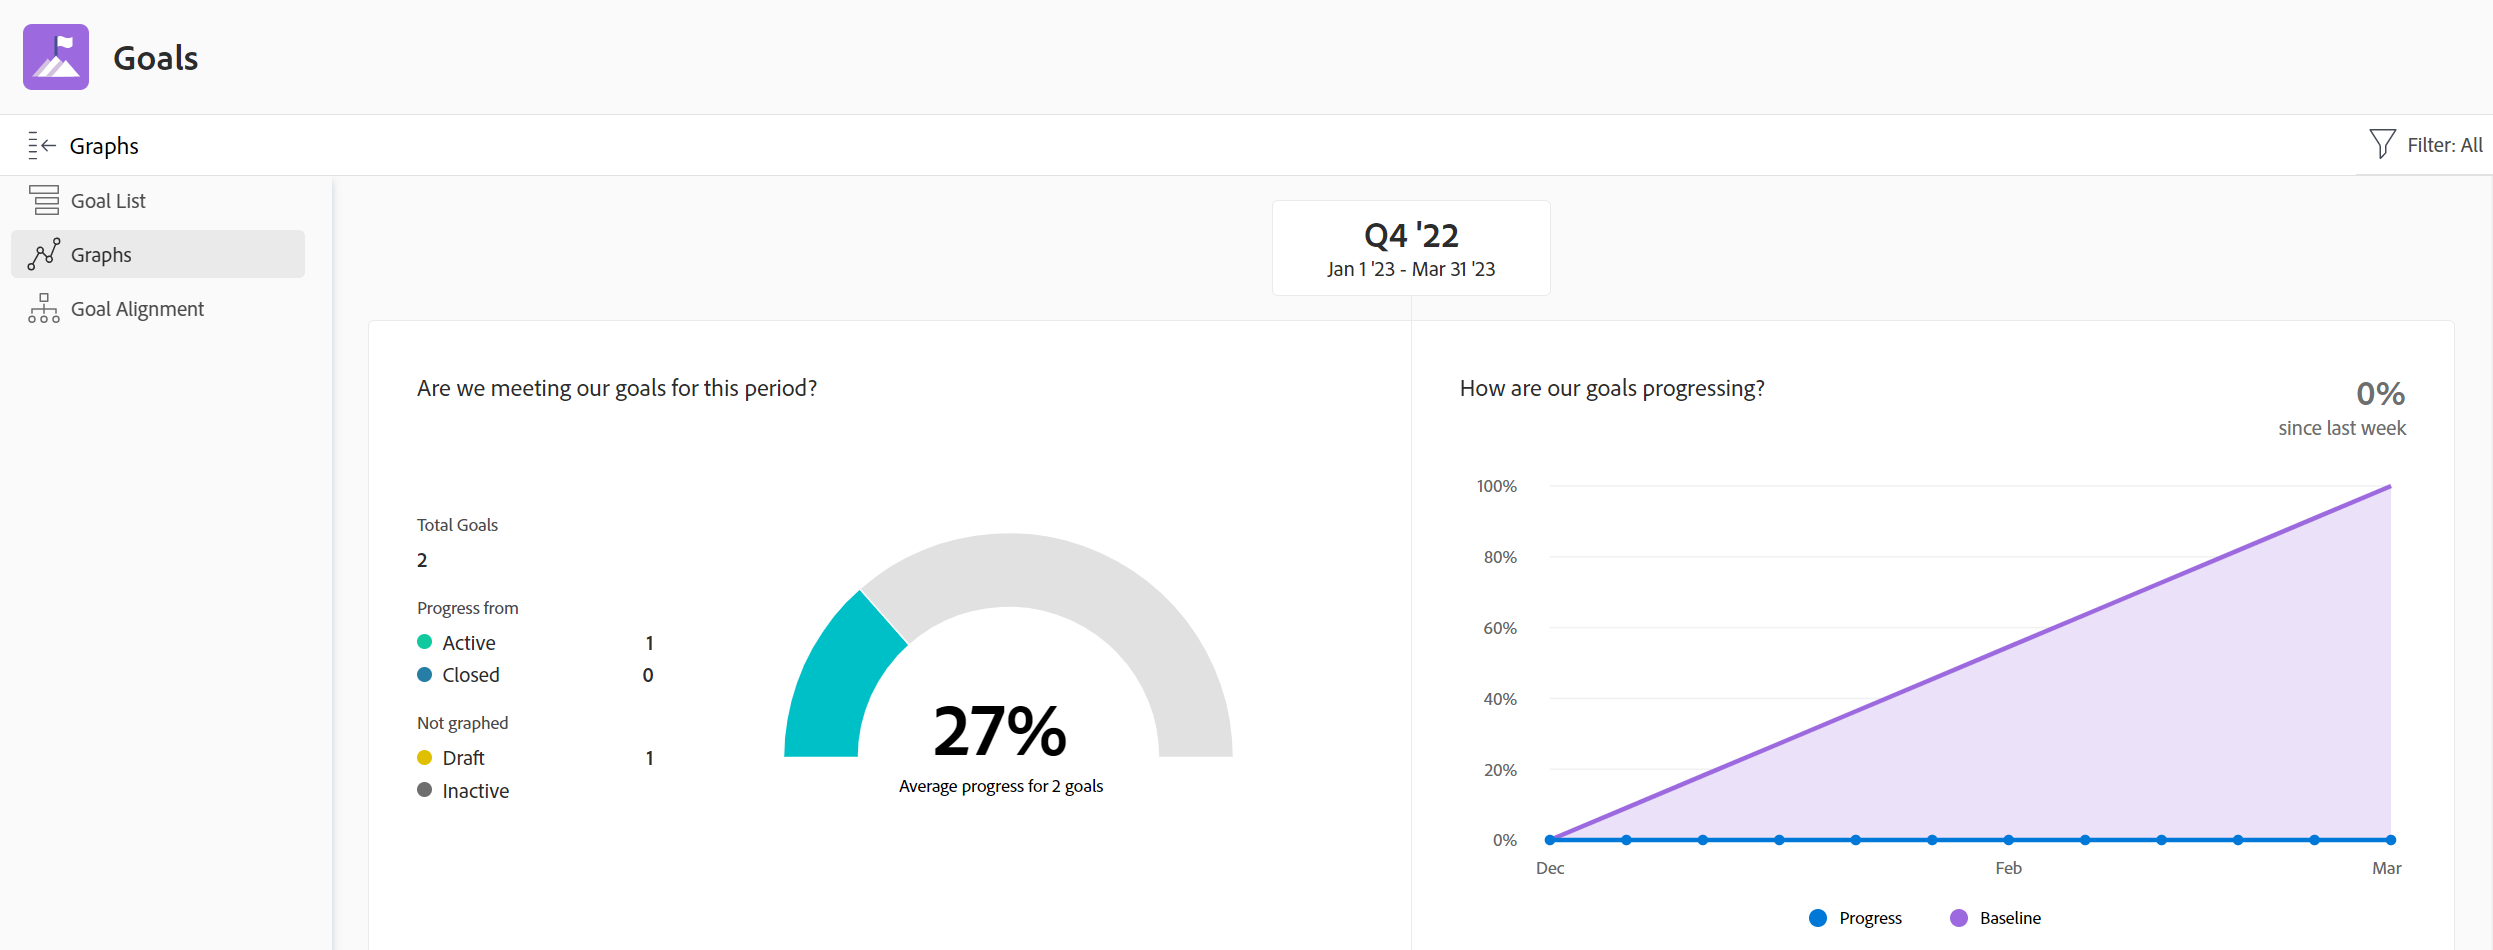 Goals
Graphs
Filter: All
Goal List
Graphs
Goal Alignment
Q4 '22
Jan 1 '23 - Mar 31 '23
Are we meeting our goals for this period?
Total Goals
2
Progress from
Active 1
Closed 0
Not graphed
Draft 1
Inactive
27%
Average progress for 2 goals
How are our goals progressing?
0%
since last week
100%
80%
60%
40%
20%
0%
Dec Feb Mar
Progress Baseline